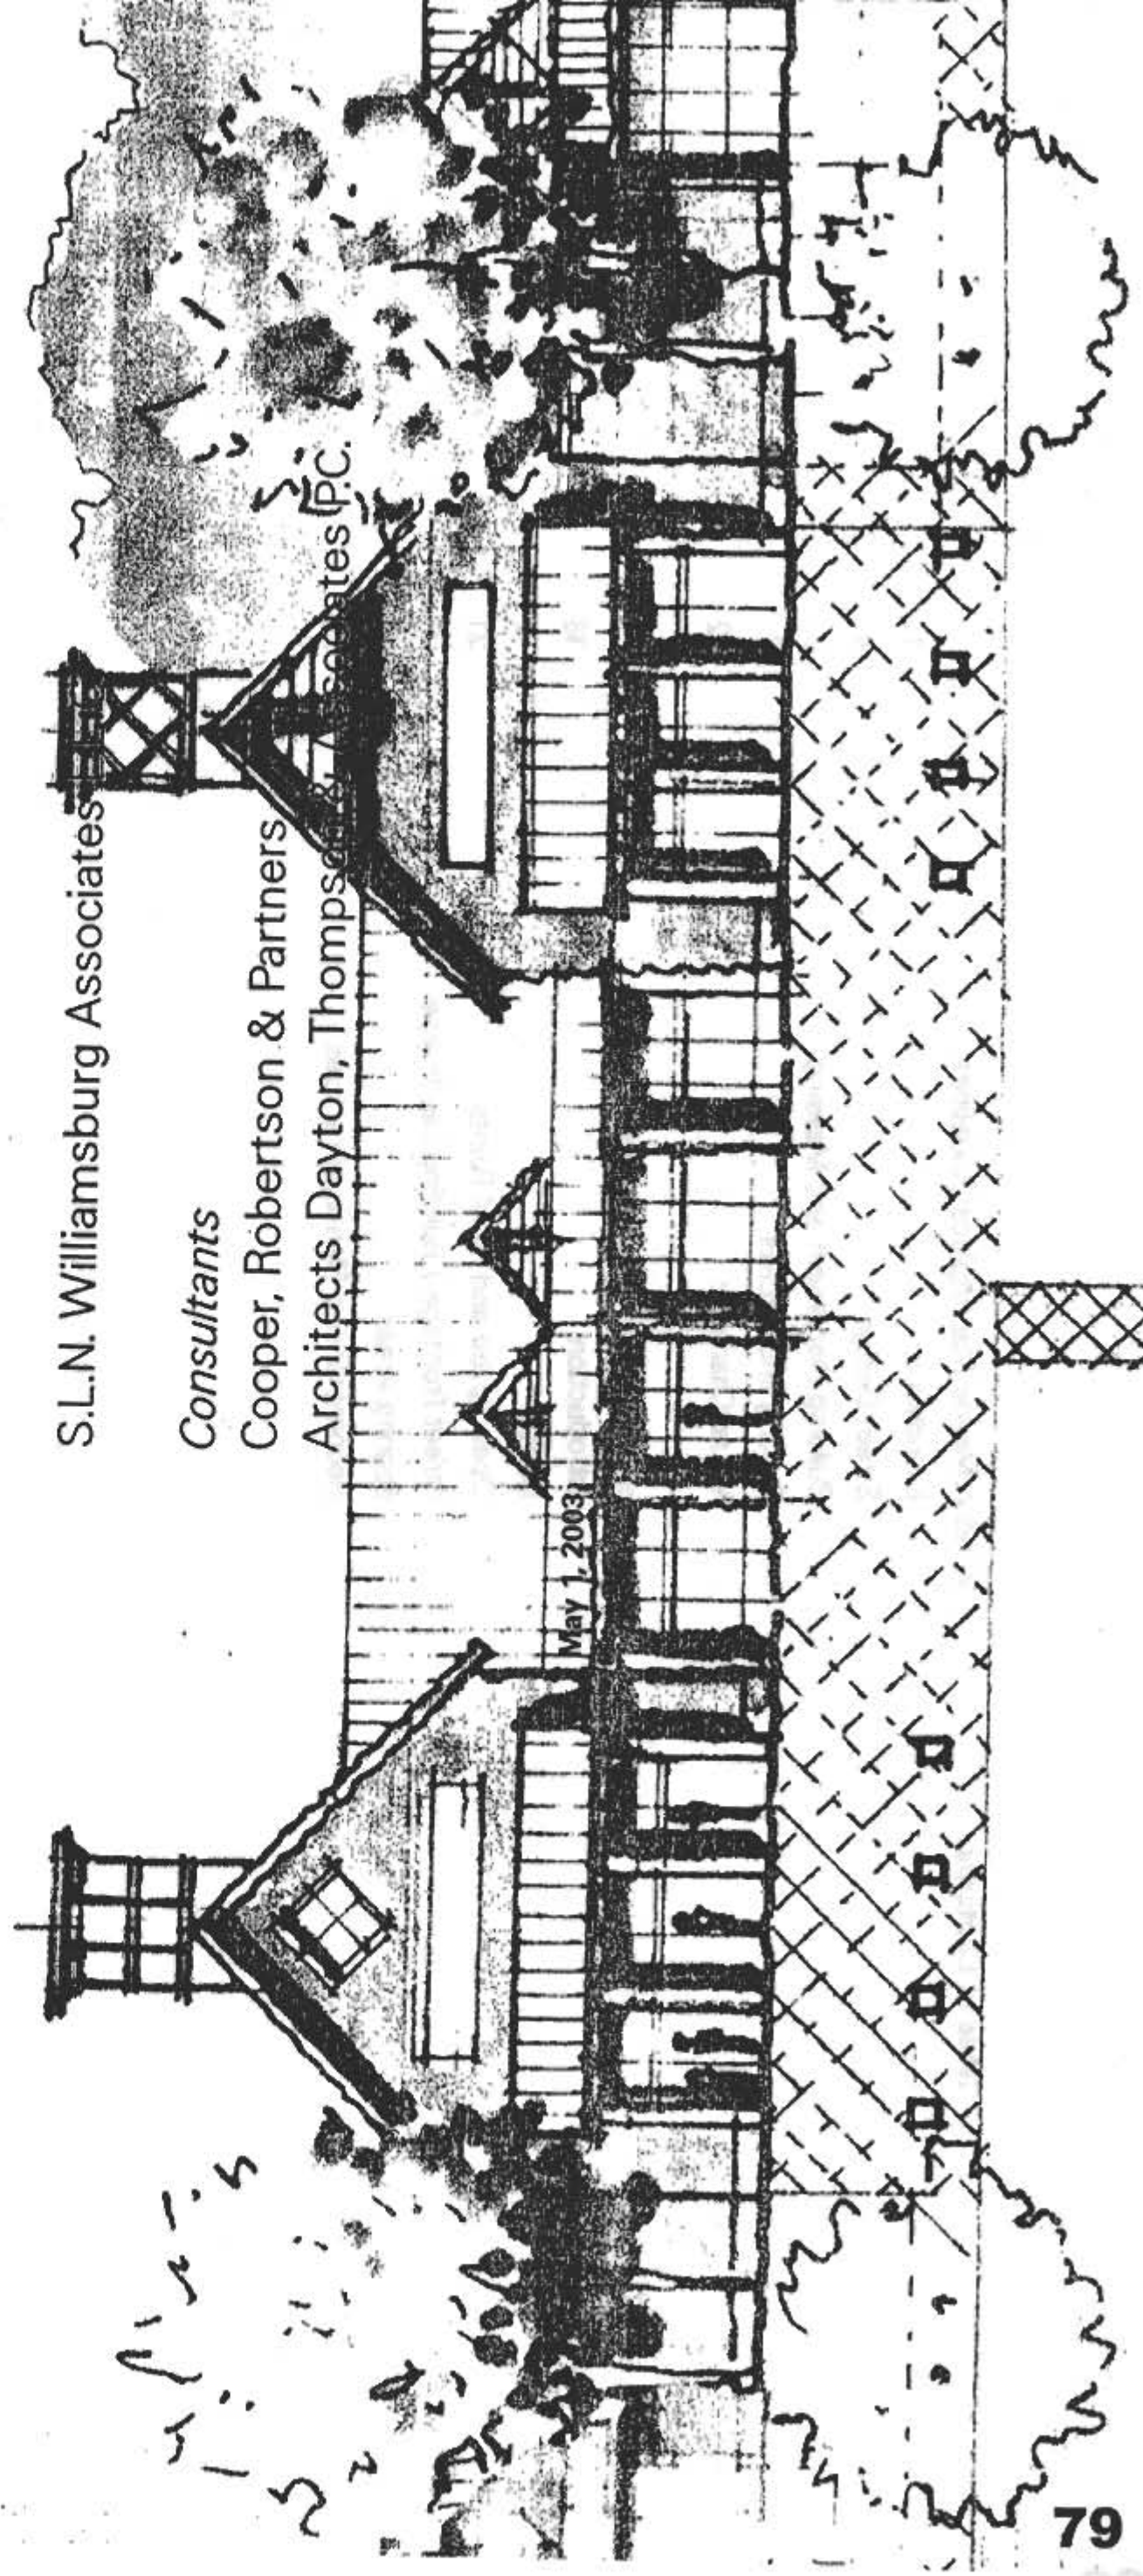 S.L.N. Williamsburg Associates
Consultants
Cooper, Robertson & Partners
Architects Dayton, Thompson & Associates P.C.
May 1, 2003
79